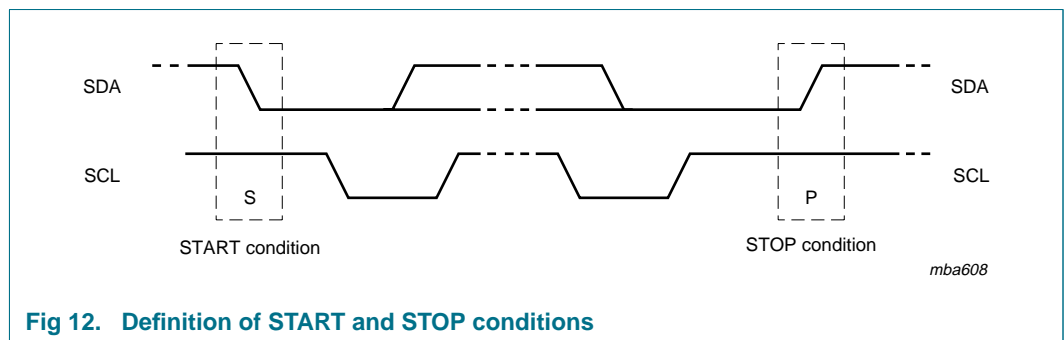 SDA
SDA
SCL
SCL
S
P
START condition
STOP condition
mba608
Fig 12. Definition of START and STOP conditions